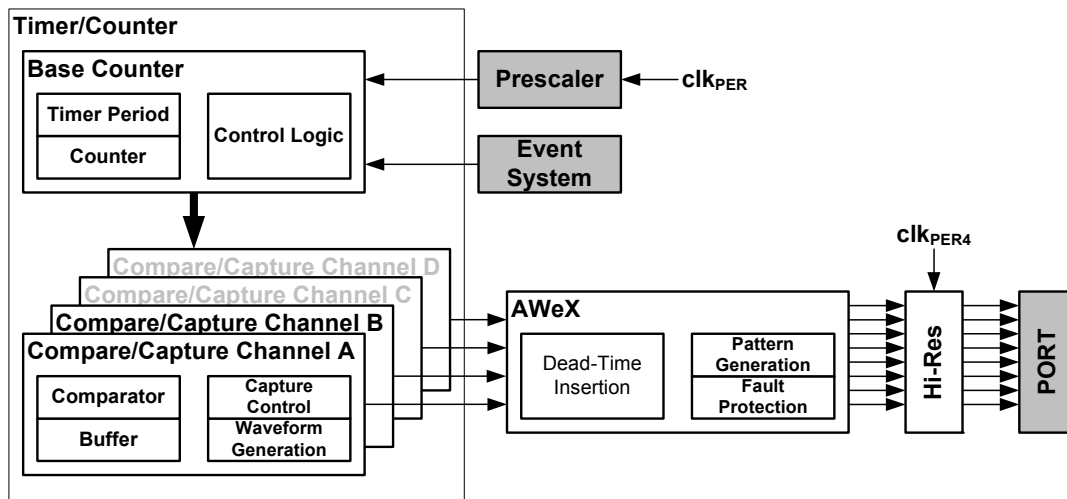 Timer/Counter
Base Counter
Timer Period
Counter
Control Logic
Prescaler
clkPER
Event
System
Compare/Capture Channel D
Compare/Capture Channel C
Compare/Capture Channel B
Compare/Capture Channel A
Comparator
Buffer
Capture
Control
Waveform
Generation
AWeX
Dead-Time
Insertion
Pattern
Generation
Fault
Protection
clkPER4
Hi-Res
PORT